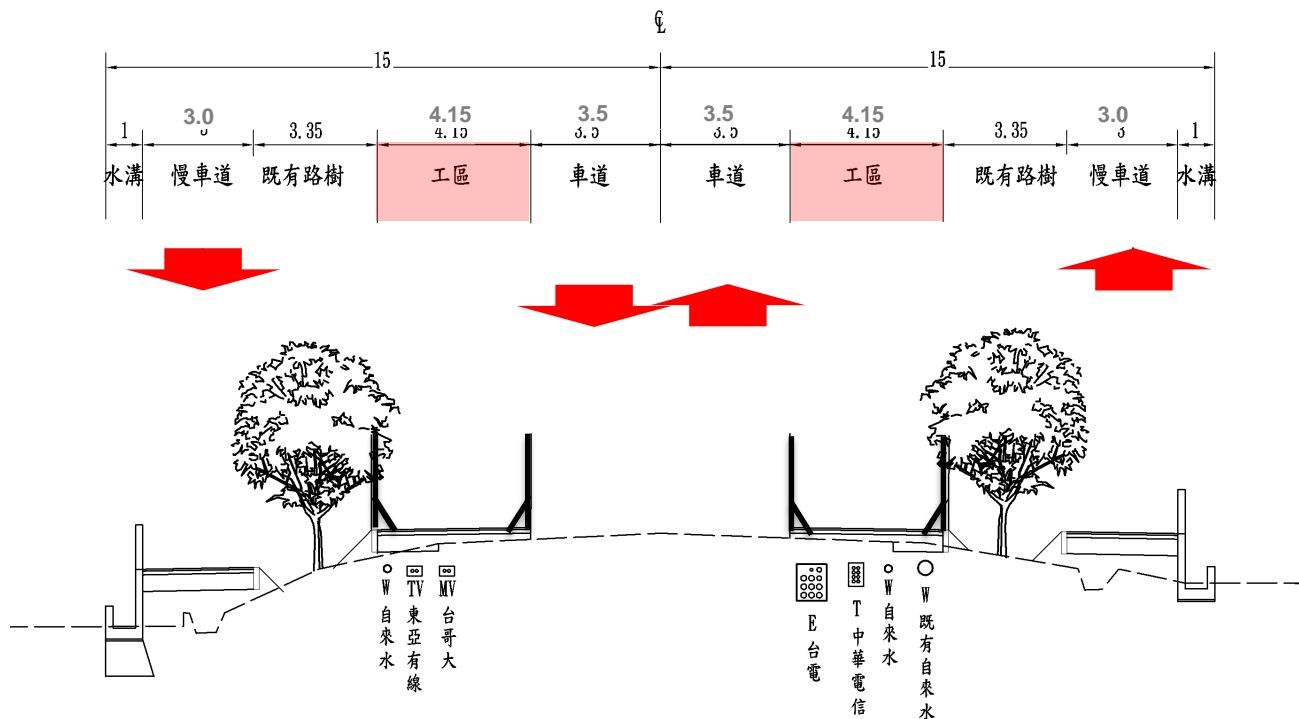 ℄
15 15
3.0 4.15 3.5 3.5 4.15 3.0
1 3.35 4.15 3.5 3.5 4.15 3.35 3 1
水溝 慢車道 既有路樹 工區 車道 車道 工區 既有路樹 慢車道 水溝
W 自來水
TV 東亞有線
MV 台哥大
E 台電
T 中華電信
W 自來水
W 既有自來水